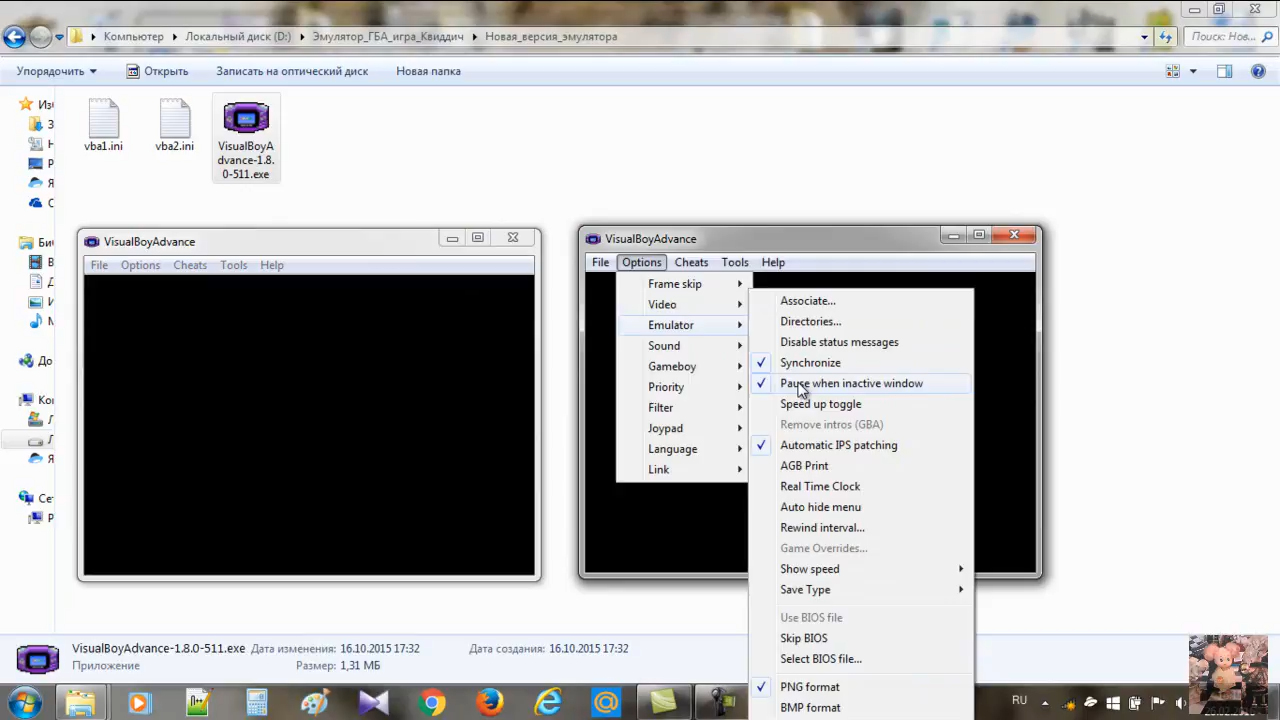 Компьютер ▸ Локальный диск (D:) ▸ Эмулятор_ГБА_игра_Квиддич ▸ Новая_версия_эмулятора
Поиск: Нов...
Упорядочить
Открыть
Записать на оптический диск
Новая папка
vba1.ini
vba2.ini
VisualBoyA
dvance-1.8.
0-511.exe
VisualBoyAdvance
File Options Cheats Tools Help
VisualBoyAdvance
File Options Cheats Tools Help
Frame skip
Video
Emulator
Sound
Gameboy
Priority
Filter
Joypad
Language
Link
Associate...
Directories...
Disable status messages
Synchronize
Pause when inactive window
Speed up toggle
Remove intros (GBA)
Automatic IPS patching
AGB Print
Real Time Clock
Auto hide menu
Rewind interval...
Game Overrides...
Show speed
Save Type
Use BIOS file
Skip BIOS
Select BIOS file...
PNG format
BMP format
VisualBoyAdvance-1.8.0-511.exe Дата изменения: 16.10.2015 17:32 Дата создания: 16.10.2015 17:32
Приложение Размер: 1,31 МБ
RU